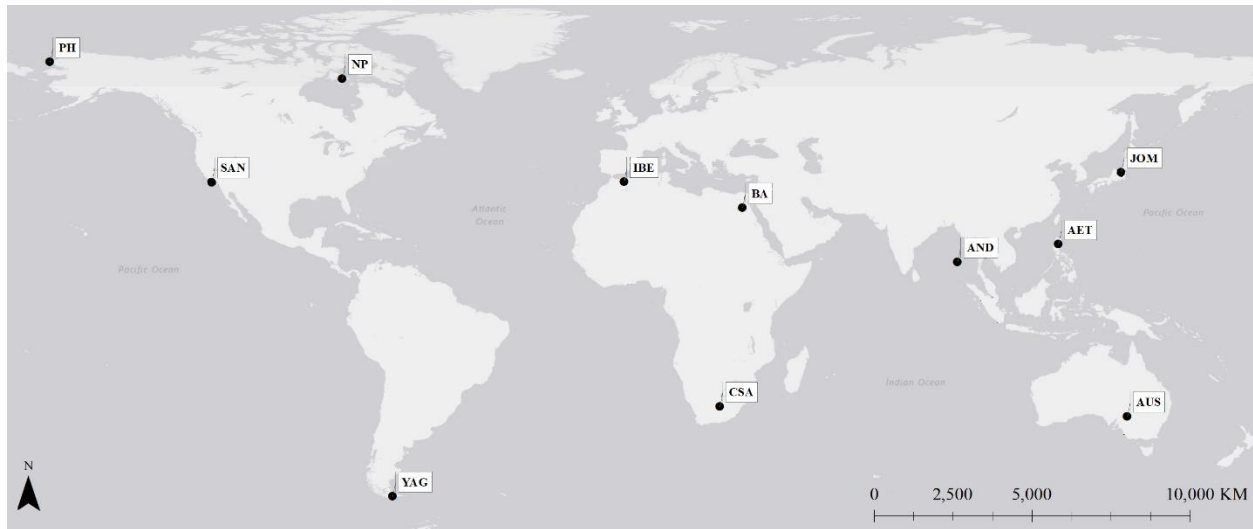 PH
NP
SAN
IBE
BA
JOM
Atlantic
Ocean
Pacific Ocean
AET
AND
Pacific Ocean
Indian Ocean
CSA
AUS
YAG
N
0 2,500 5,000 10,000 KM